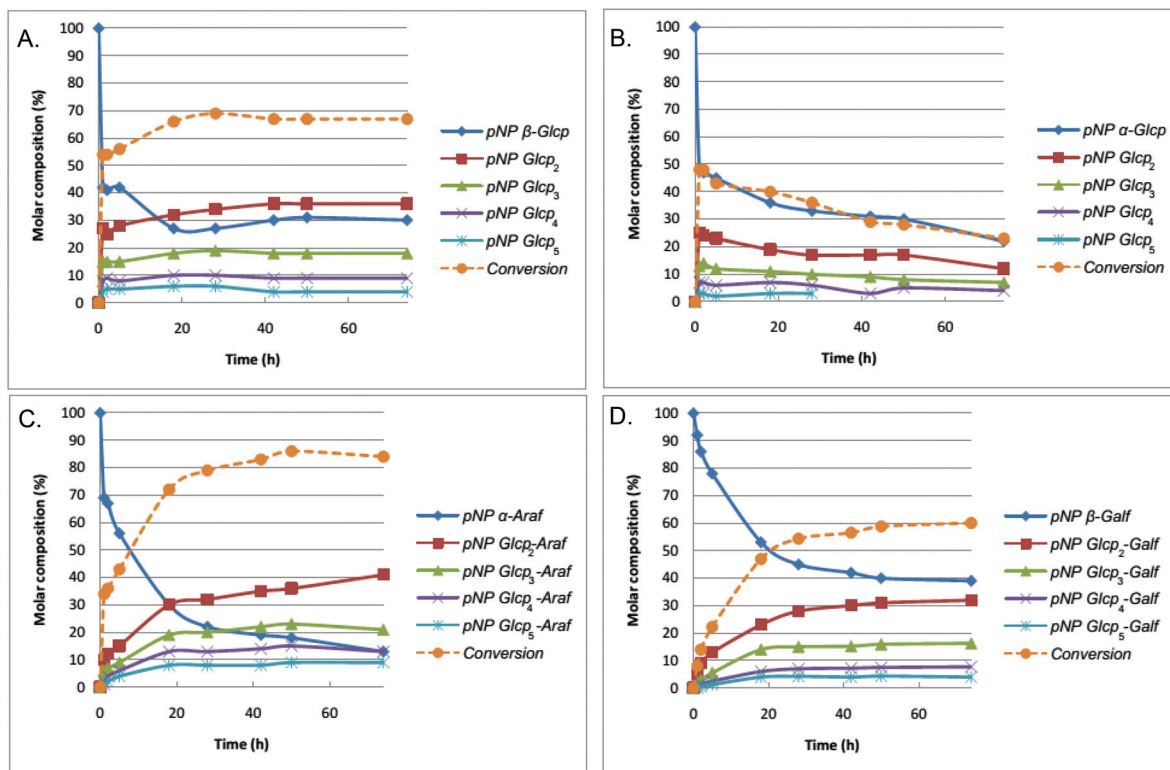 A.
100
90
80
70
60
50
40
30
20
10
0
Molar composition (%)
0 20 40 60
Time (h)
pNP β-Glcp
pNP Glcp2
pNP Glcp3
pNP Glcp4
pNP Glcp5
Conversion
B.
100
90
80
70
60
50
40
30
20
10
0
Molar composition (%)
0 20 40 60
Time (h)
pNP α-Glcp
pNP Glcp2
pNP Glcp3
pNP Glcp4
pNP Glcp5
Conversion
C.
100
90
80
70
60
50
40
30
20
10
0
Molar composition (%)
0 20 40 60
Time (h)
pNP α-Araf
pNP Glcp2-Araf
pNP Glcp3-Araf
pNP Glcp4-Araf
pNP Glcp5-Araf
Conversion
D.
100
90
80
70
60
50
40
30
20
10
0
Molar composition (%)
0 20 40 60
Time (h)
pNP β-Galf
pNP Glcp2-Galf
pNP Glcp3-Galf
pNP Glcp4-Galf
pNP Glcp5-Galf
Conversion